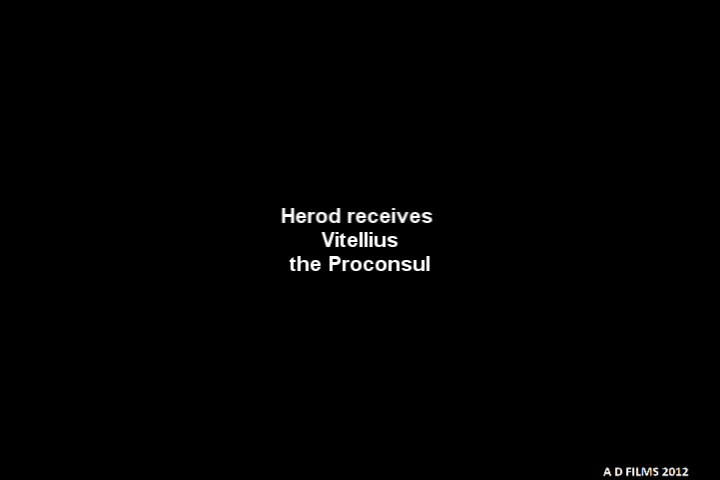 Herod receives
Vitellius
the Proconsul
A D FILMS 2012